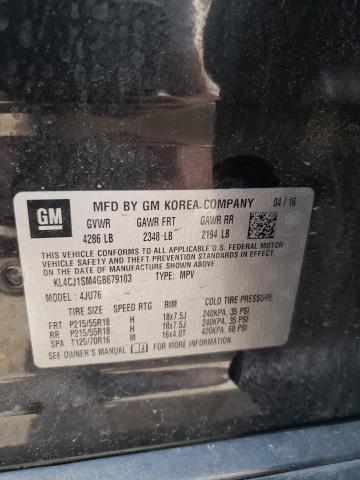 GM
MFD BY GM KOREA COMPANY 04/16
GVWR GAWR FRT GAWR RR
4286 LB 2348 LB 2194 LB
THIS VEHICLE CONFORMS TO ALL APPLICABLE U.S. FEDERAL MOTOR
VEHICLE SAFETY, BUMPER, AND THEFT PREVENTION STANDARDS IN
EFFECT ON THE DATE OF MANUFACTURE SHOWN ABOVE.
KL4CJ1SM4GB679103 TYPE: MPV
MODEL: 4JU76
TIRE SIZE SPEED RTG RIM COLD TIRE PRESSURE
FRT P215/55R18 H 18x7.5J 240KPA, 35 PSI
RR P215/55R18 H 18x7.5J 240KPA, 35 PSI
SPA T125/70R16 M 16x4.0T 420KPA, 60 PSI
SEE OWNER'S MANUAL FOR ADDITIONAL INFORMATION.